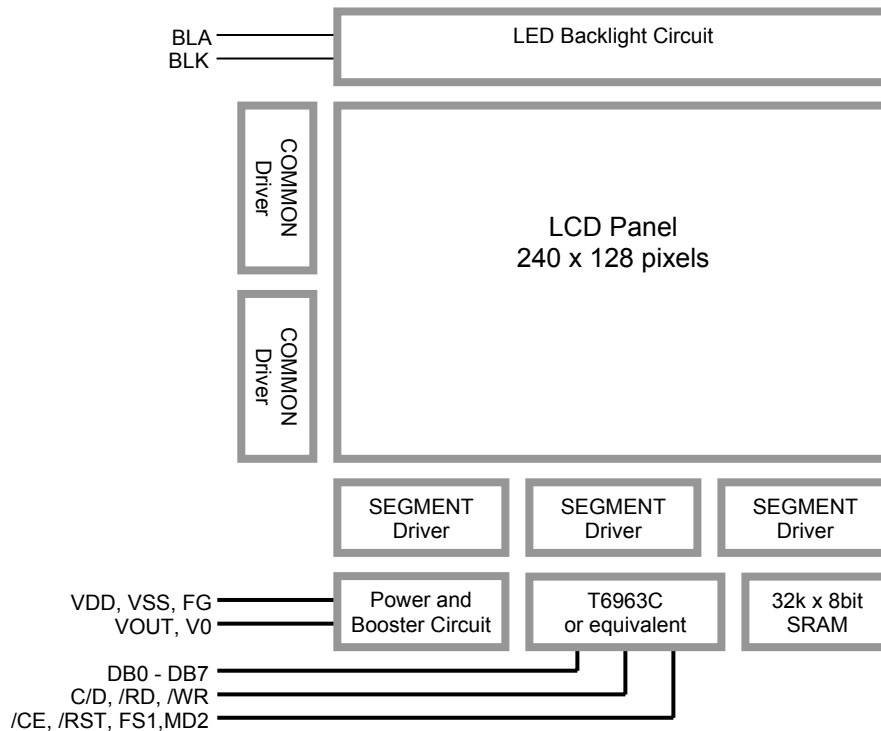 BLA
BLK
LED Backlight Circuit
COMMON
Driver
LCD Panel
240 x 128 pixels
COMMON
Driver
SEGMENT
Driver
SEGMENT
Driver
SEGMENT
Driver
VDD, VSS, FG
VOUT, V0
Power and
Booster Circuit
T6963C
or equivalent
32k x 8bit
SRAM
DB0 - DB7
C/D, /RD, /WR
/CE, /RST, FS1,MD2